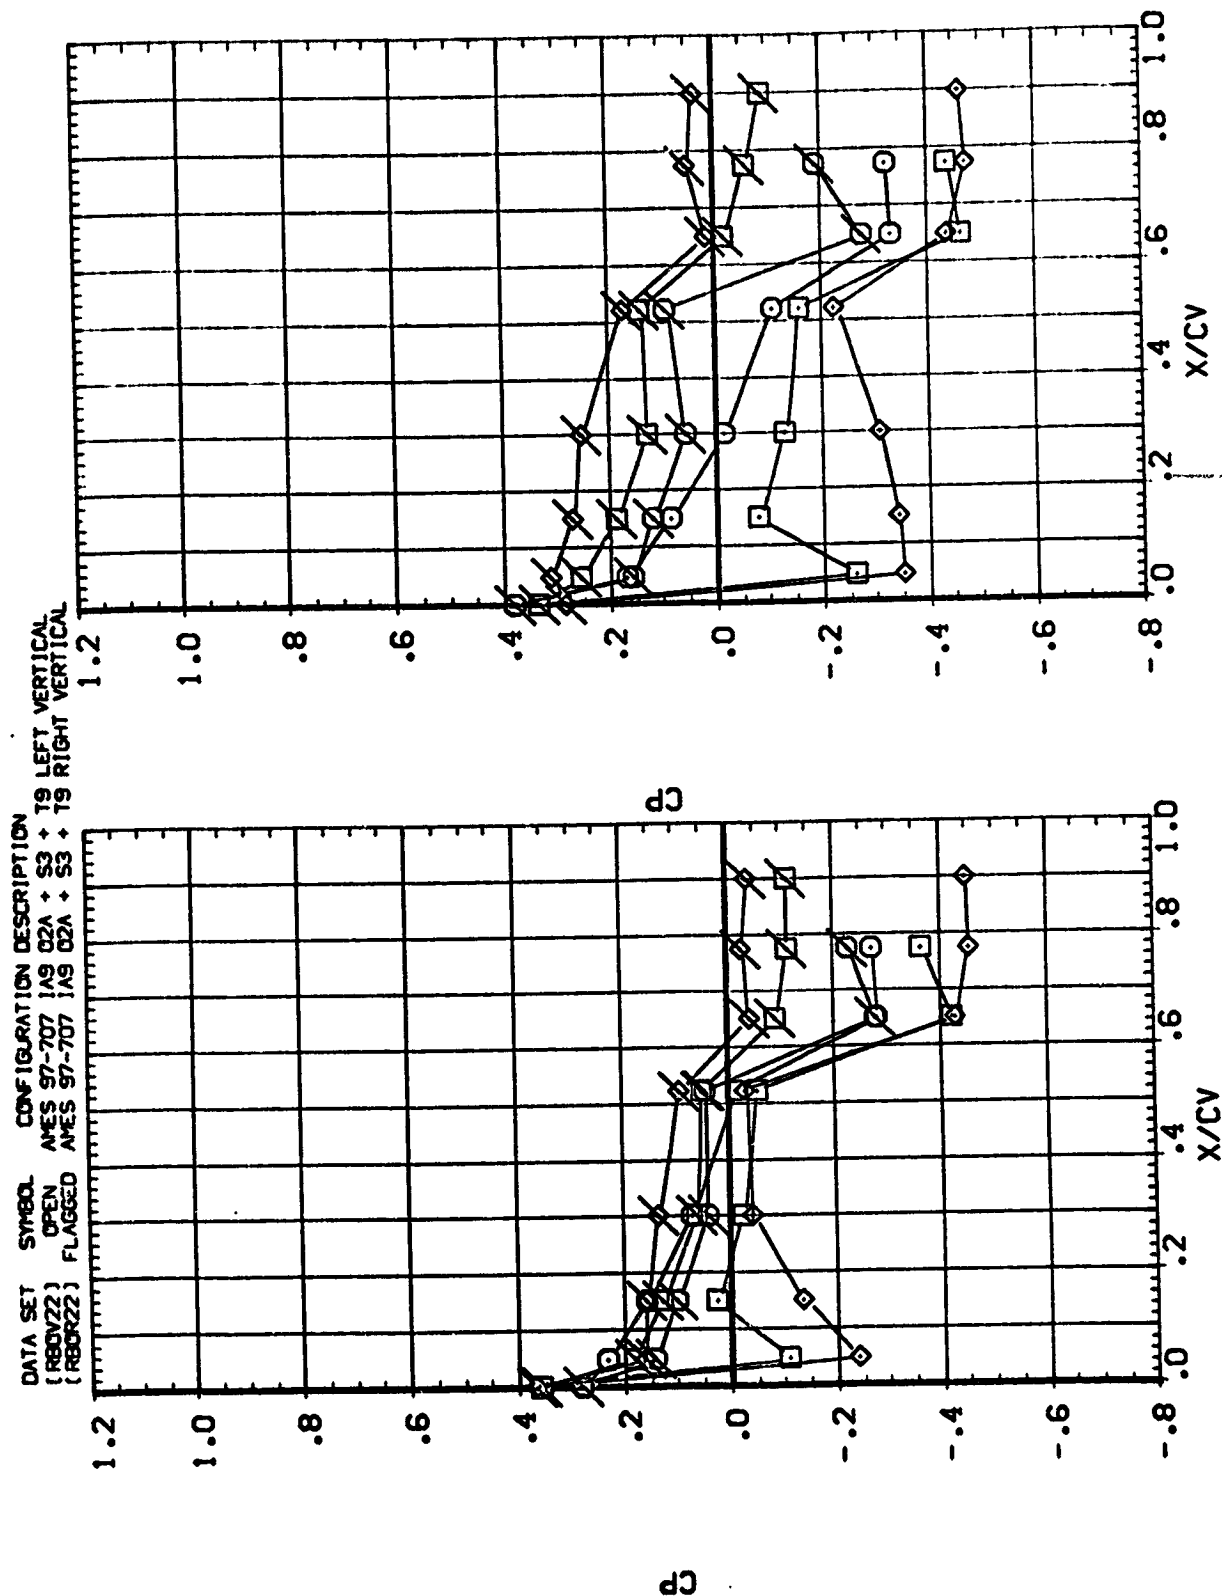 DATA SET SYMBOL CONFIGURATION DESCRIPTION
[RBOV22] OPEN AMES 97-707 IA9 O2A + S3 + T9 LEFT VERTICAL
[RBOR22] FLAGGED AMES 97-707 IA9 O2A + S3 + T9 RIGHT VERTICAL
CP
1.2
1.0
.8
.6
.4
.2
.0
-.2
-.4
-.6
-.8
.0 .2 .4 .6 .8 1.0
X/CV
CP
1.2
1.0
.8
.6
.4
.2
.0
-.2
-.4
-.6
-.8
.0 .2 .4 .6 .8 1.0
X/CV